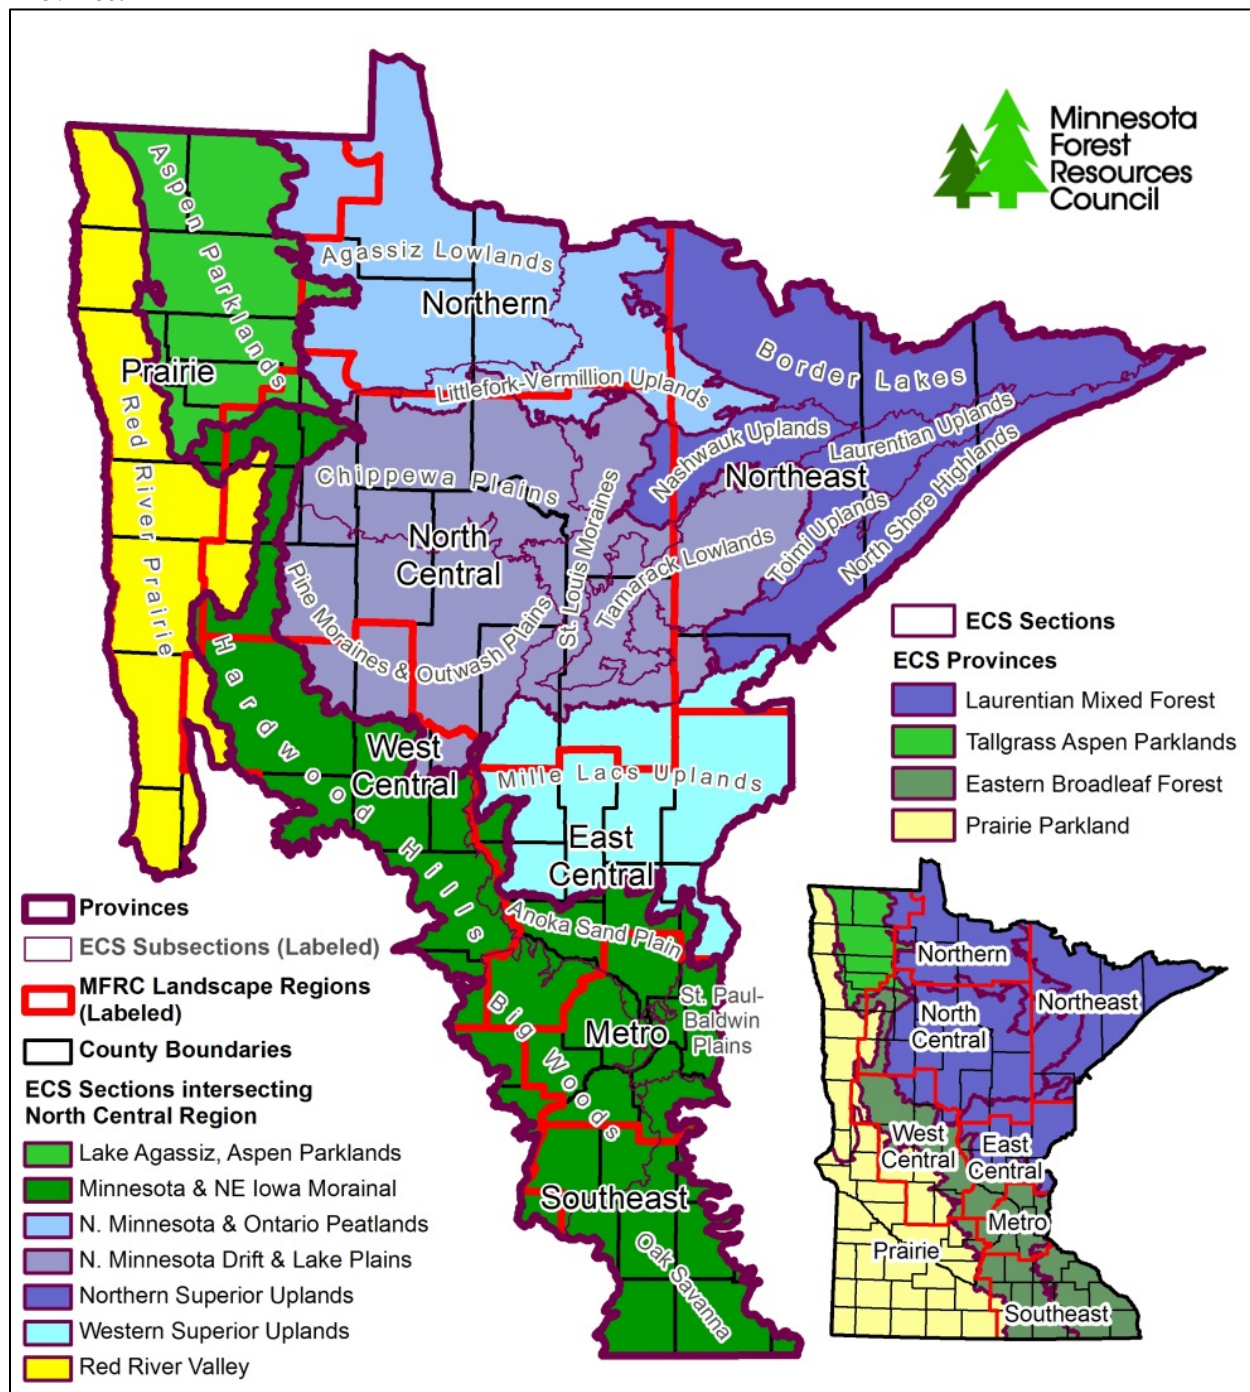 Minnesota
Forest
Resources
Council
Aspen Parklands
Agassiz Lowlands
Northern
Prairie
Red River Prairie
Littlefork-Vermillion Uplands
Border Lakes
Nashwauk Uplands
Laurentian Uplands
Northeast
Chippewa Plains
North
Central
St. Louis Moraines
Toimi Uplands
North Shore Highlands
Tamarack Lowlands
Pine Moraines & Outwash Plains
Hardwood Hills
West
Central
Mille Lacs Uplands
East
Central
Anoka Sand Plain
Big Woods
Metro
St. Paul-
Baldwin
Plains
Southeast
Oak Savanna
ECS Sections
ECS Provinces
Laurentian Mixed Forest
Tallgrass Aspen Parklands
Eastern Broadleaf Forest
Prairie Parkland
Provinces
ECS Subsections (Labeled)
MFRC Landscape Regions
(Labeled)
County Boundaries
ECS Sections intersecting
North Central Region
Lake Agassiz, Aspen Parklands
Minnesota & NE Iowa Morainal
N. Minnesota & Ontario Peatlands
N. Minnesota Drift & Lake Plains
Northern Superior Uplands
Western Superior Uplands
Red River Valley
Northern
Northeast
North
Central
West
Central
East
Central
Metro
Prairie
Southeast